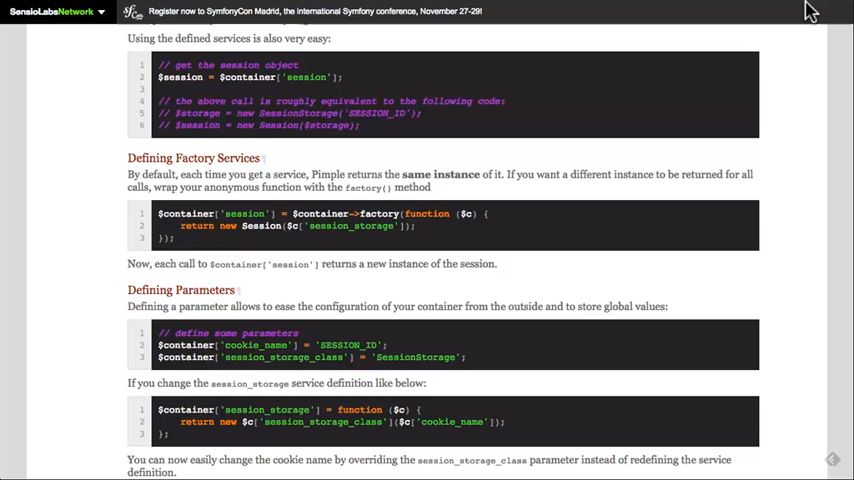 SensioLabsNetwork
sf Con Register now to SymfonyCon Madrid, the international Symfony conference, November 27-29!
Using the defined services is also very easy:
1 // get the session object
2 $session = $container['session'];
3
4 // the above call is roughly equivalent to the following code:
5 // $storage = new SessionStorage('SESSION_ID');
6 // $session = new Session($storage);
Defining Factory Services ¶
By default, each time you get a service, Pimple returns the same instance of it. If you want a different instance to be returned for all
calls, wrap your anonymous function with the factory() method
1 $container['session'] = $container->factory(function ($c) {
2 return new Session($c['session_storage']);
3 });
Now, each call to $container['session'] returns a new instance of the session.
Defining Parameters ¶
Defining a parameter allows to ease the configuration of your container from the outside and to store global values:
1 // define some parameters
2 $container['cookie_name'] = 'SESSION_ID';
3 $container['session_storage_class'] = 'SessionStorage';
If you change the session_storage service definition like below:
1 $container['session_storage'] = function ($c) {
2 return new $c['session_storage_class']($c['cookie_name']);
3 };
You can now easily change the cookie name by overriding the session_storage_class parameter instead of redefining the service
definition.